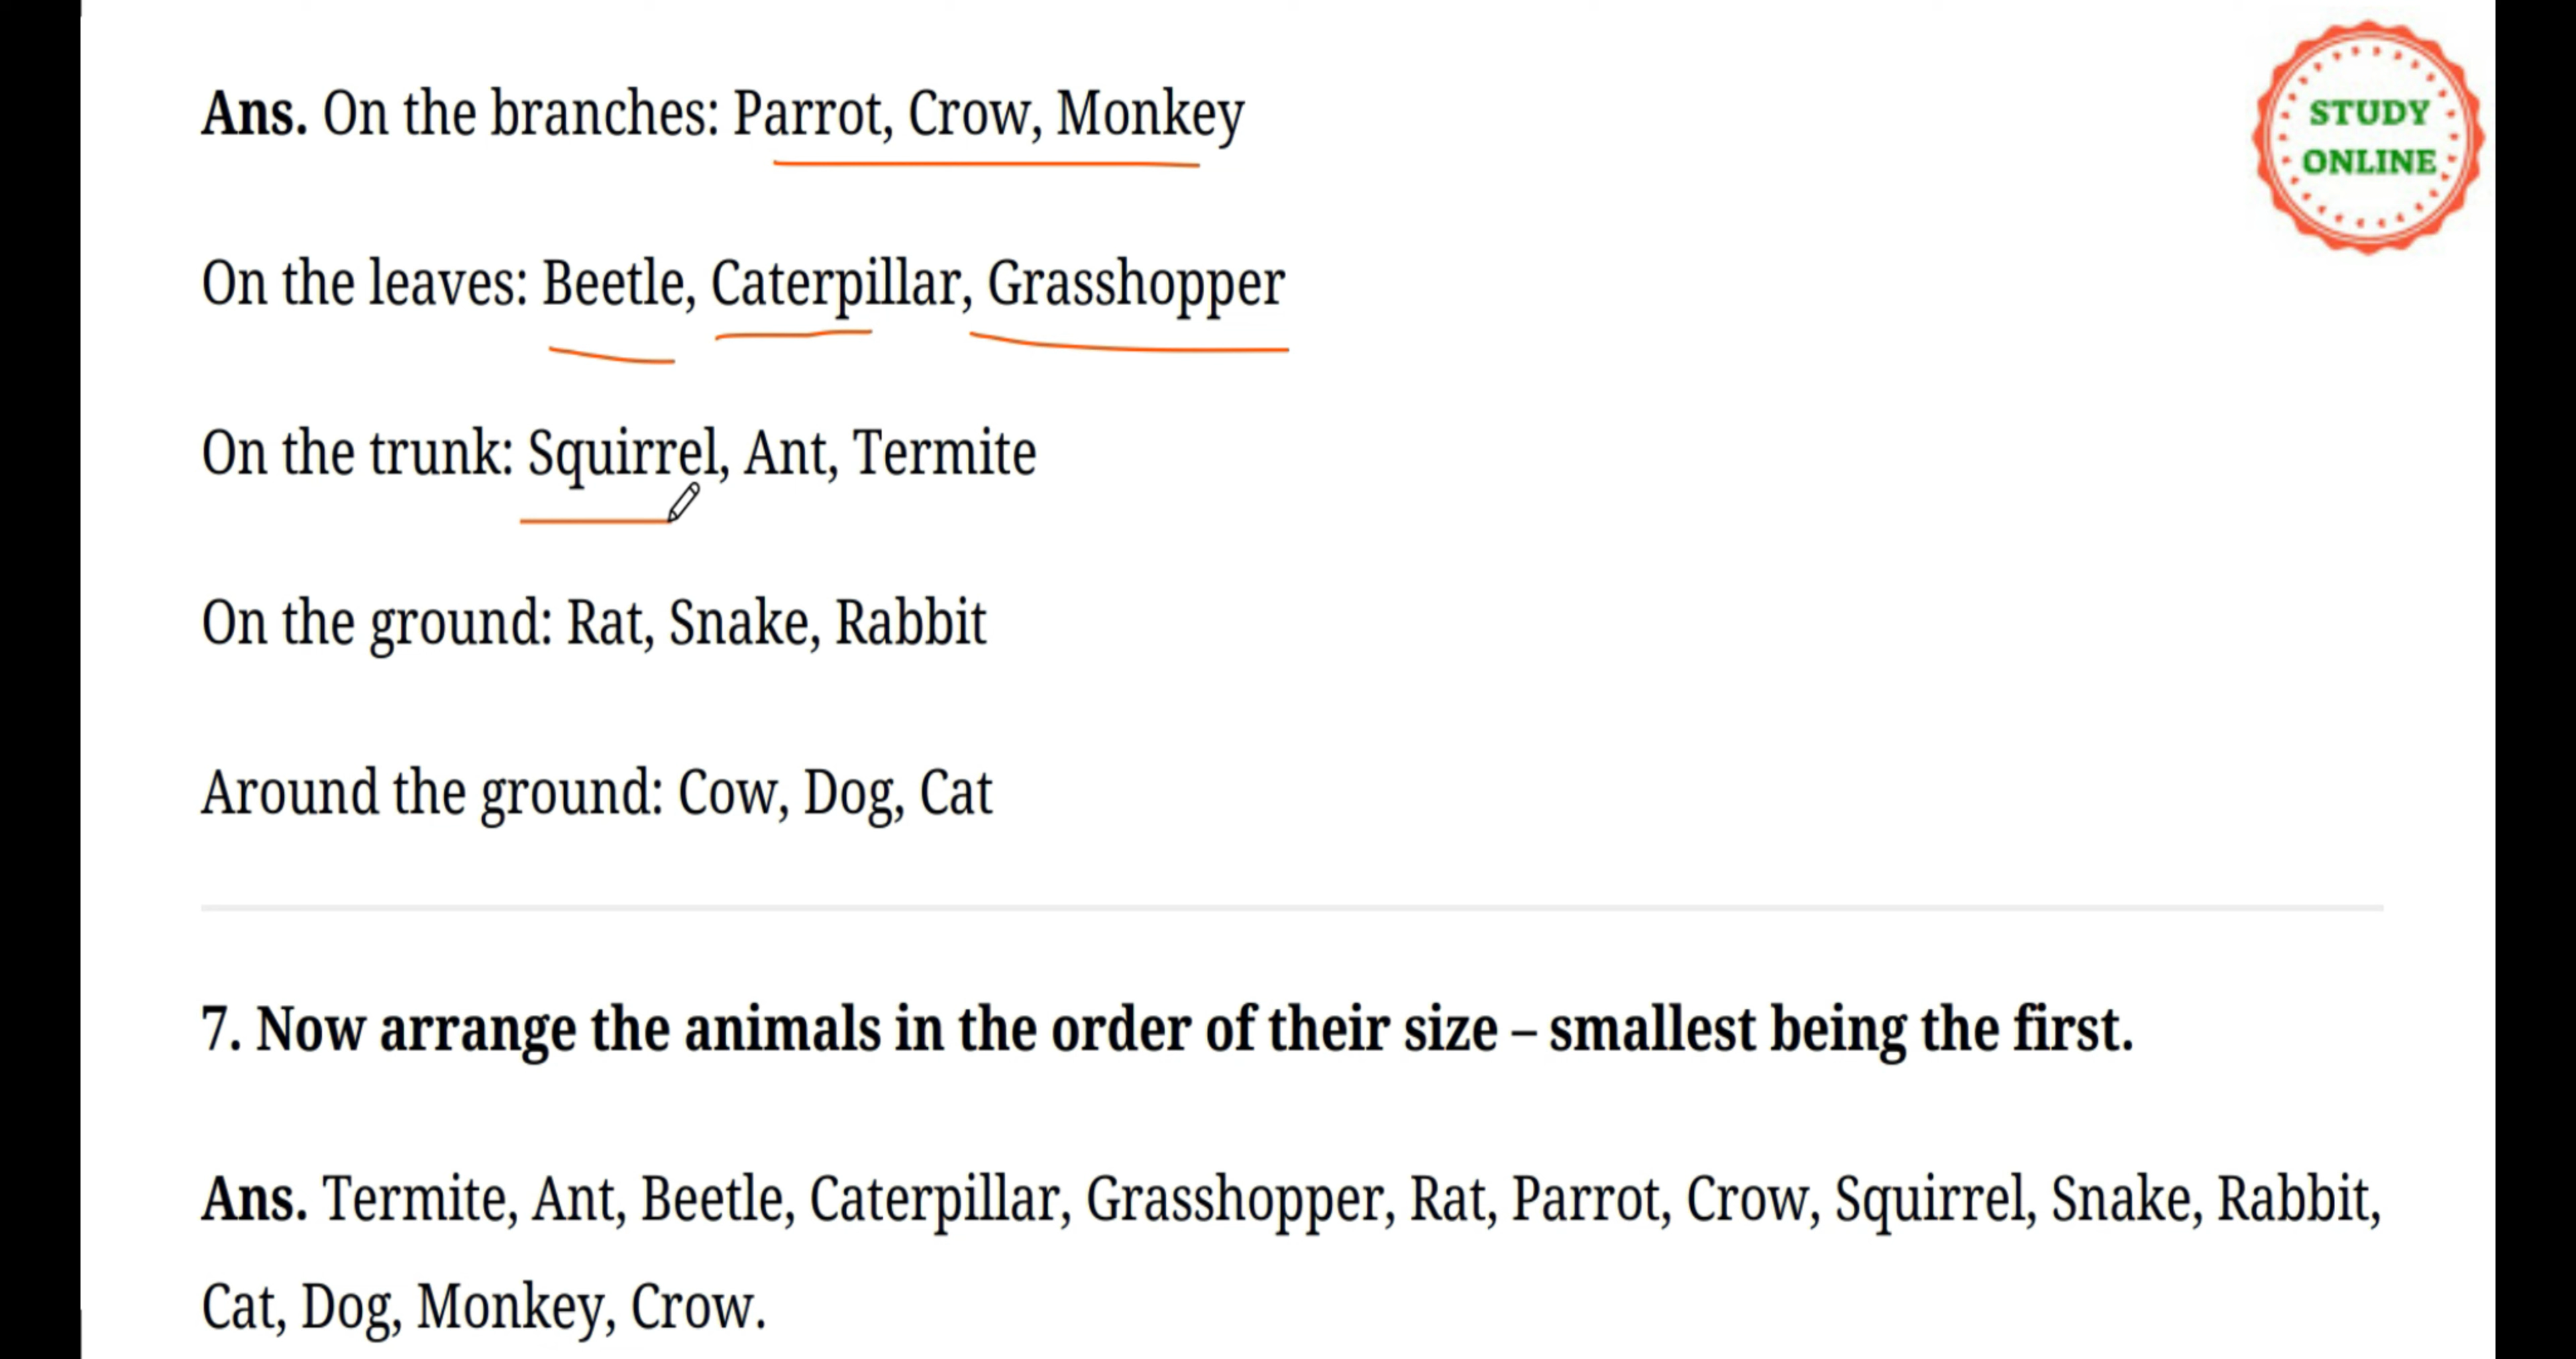 Ans. On the branches: Parrot, Crow, Monkey
STUDY
ONLINE
On the leaves: Beetle, Caterpillar, Grasshopper
On the trunk: Squirrel, Ant, Termite
On the ground: Rat, Snake, Rabbit
Around the ground: Cow, Dog, Cat
7. Now arrange the animals in the order of their size – smallest being the first.
Ans. Termite, Ant, Beetle, Caterpillar, Grasshopper, Rat, Parrot, Crow, Squirrel, Snake, Rabbit,
Cat, Dog, Monkey, Crow.